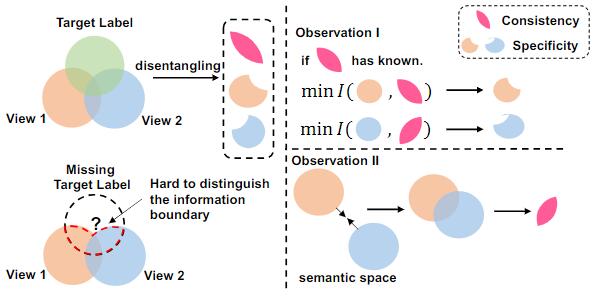 Target Label
View 1
View 2
disentangling
Missing
Target Label
?
Hard to distinguish
the information
boundary
View 1
View 2
Consistency
Specificity
Observation I
if has known.
min I( , )
min I( , )
Observation II
semantic space